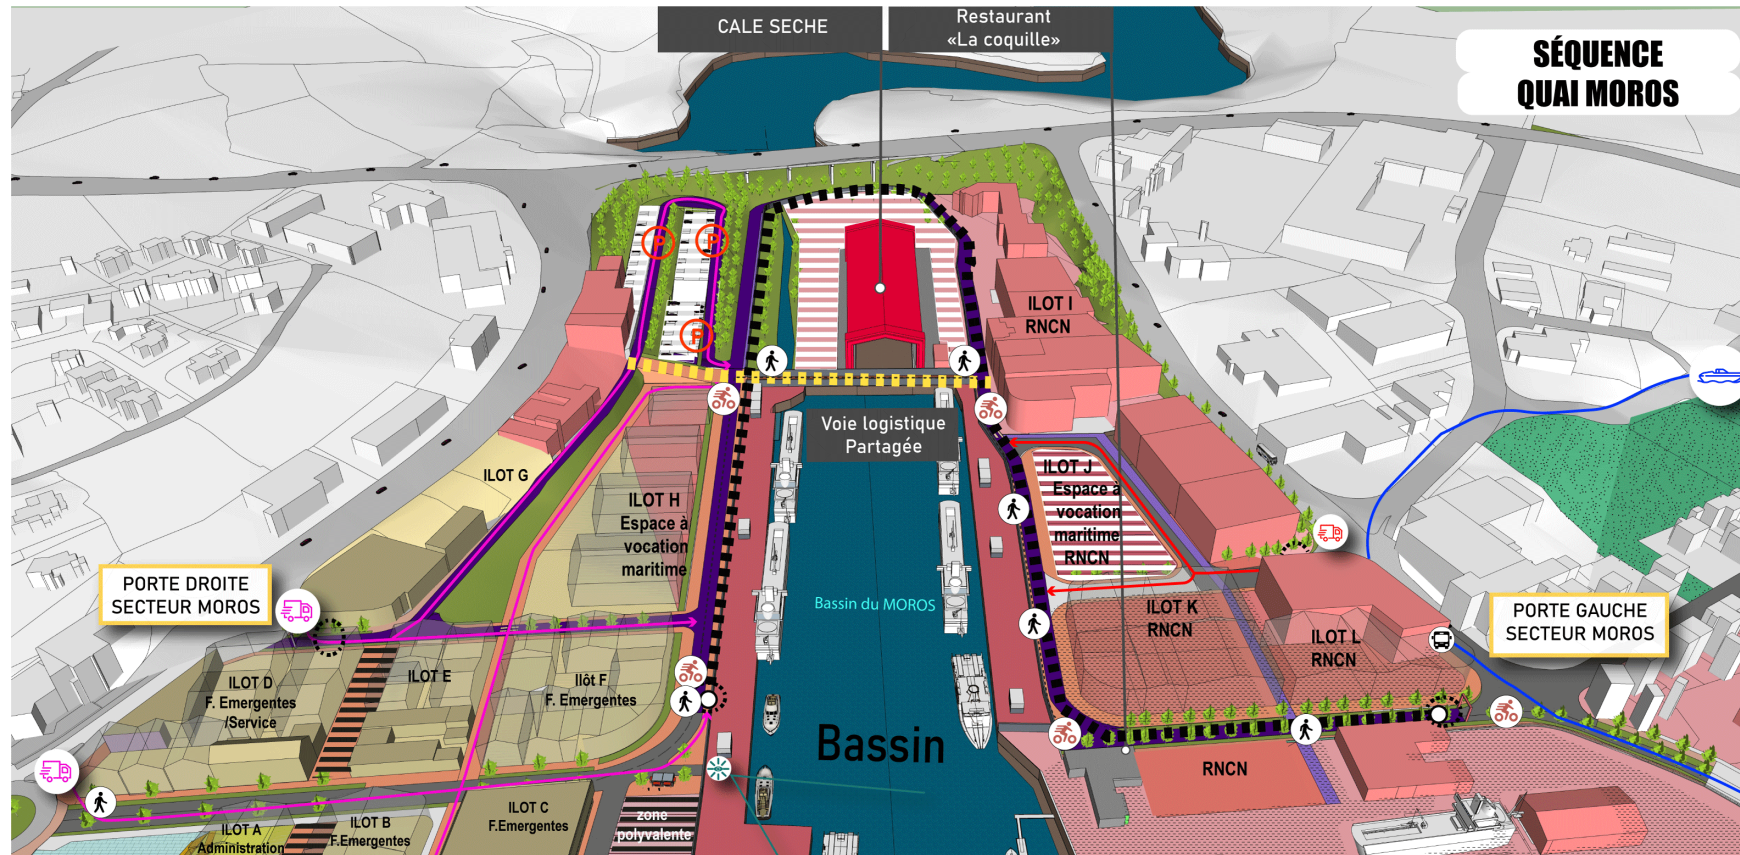 CALE SECHE
Restaurant
«La coquille»
SÉQUENCE
QUAI MOROS
P
P
P
ILOT I
RNCN
Voie logistique
Partagée
ILOT G
ILOT H
Espace à
vocation
maritime
ILOT J
Espace a
vocation
maritime
RNCN
PORTE DROITE
SECTEUR MOROS
Bassin du MOROS
ILOT K
RNCN
ILOT L
RNCN
PORTE GAUCHE
SECTEUR MOROS
ILOT D
F. Emergentes
/Service
ILOT E
Ilôt F
F. Emergentes
Bassin
RNCN
ILOT A
Administration
ILOT B
F.Emergentes
ILOT C
F.Emergentes
zone
polyvalente